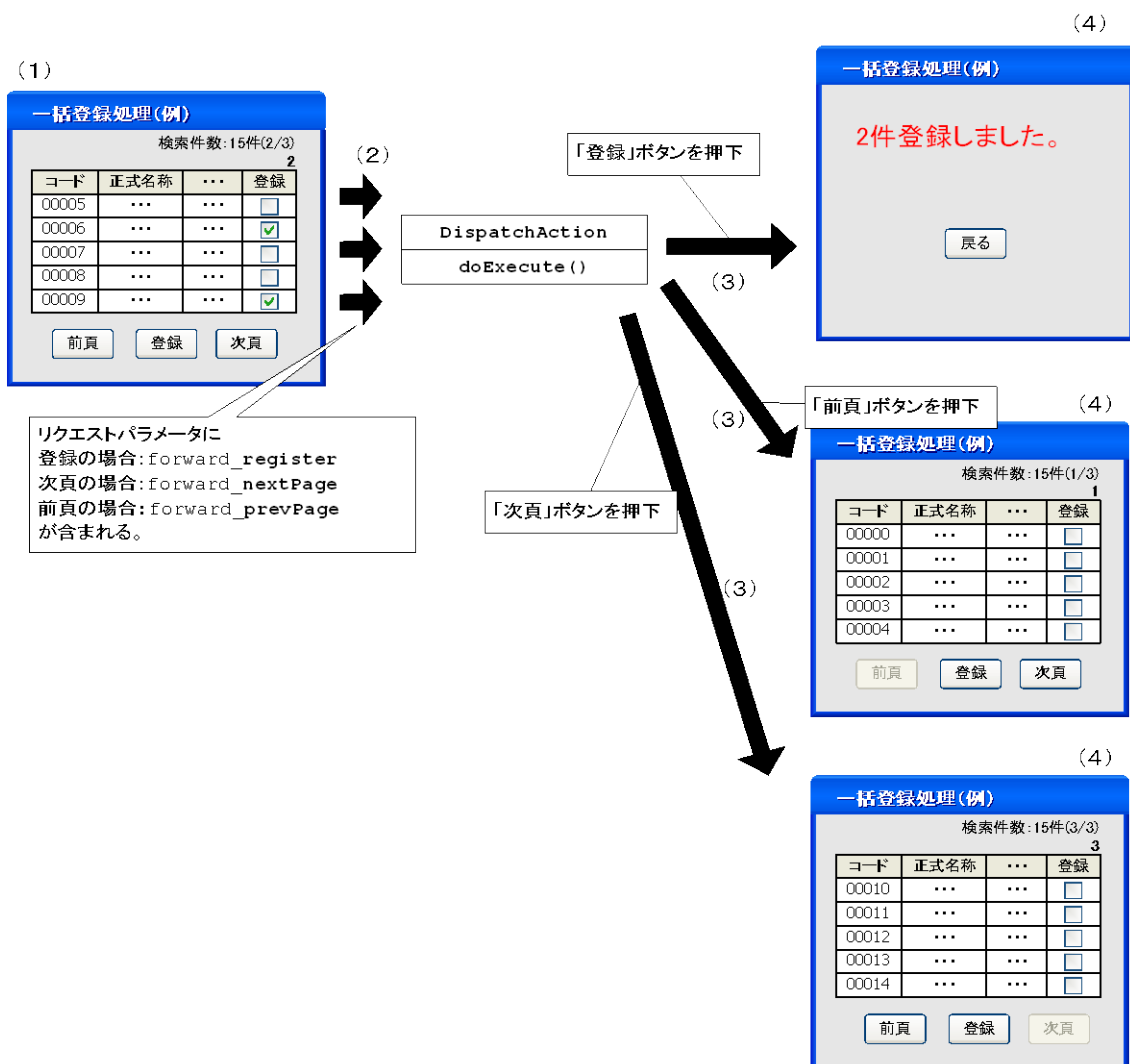 (1)
一括登録処理(例)
検索件数:15件(2/3)
2
コード 正式名称 ・・・ 登録
00005 ・・・ ・・・
00006 ・・・ ・・・
00007 ・・・ ・・・
00008 ・・・ ・・・
00009 ・・・ ・・・
前頁 登録 次頁
(2)
リクエストパラメータに
登録の場合:forward_register
次頁の場合:forward_nextPage
前頁の場合:forward_prevPage
が含まれる。
DispatchAction
doExecute()
「登録」ボタンを押下
(3)
(4)
一括登録処理(例)
2件登録しました。
戻る
「前頁」ボタンを押下
(3)
(4)
一括登録処理(例)
検索件数:15件(1/3)
1
コード 正式名称 ・・・ 登録
00000 ・・・ ・・・
00001 ・・・ ・・・
00002 ・・・ ・・・
00003 ・・・ ・・・
00004 ・・・ ・・・
前頁 登録 次頁
「次頁」ボタンを押下
(3)
(4)
一括登録処理(例)
検索件数:15件(3/3)
3
コード 正式名称 ・・・ 登録
00010 ・・・ ・・・
00011 ・・・ ・・・
00012 ・・・ ・・・
00013 ・・・ ・・・
00014 ・・・ ・・・
前頁 登録 次頁